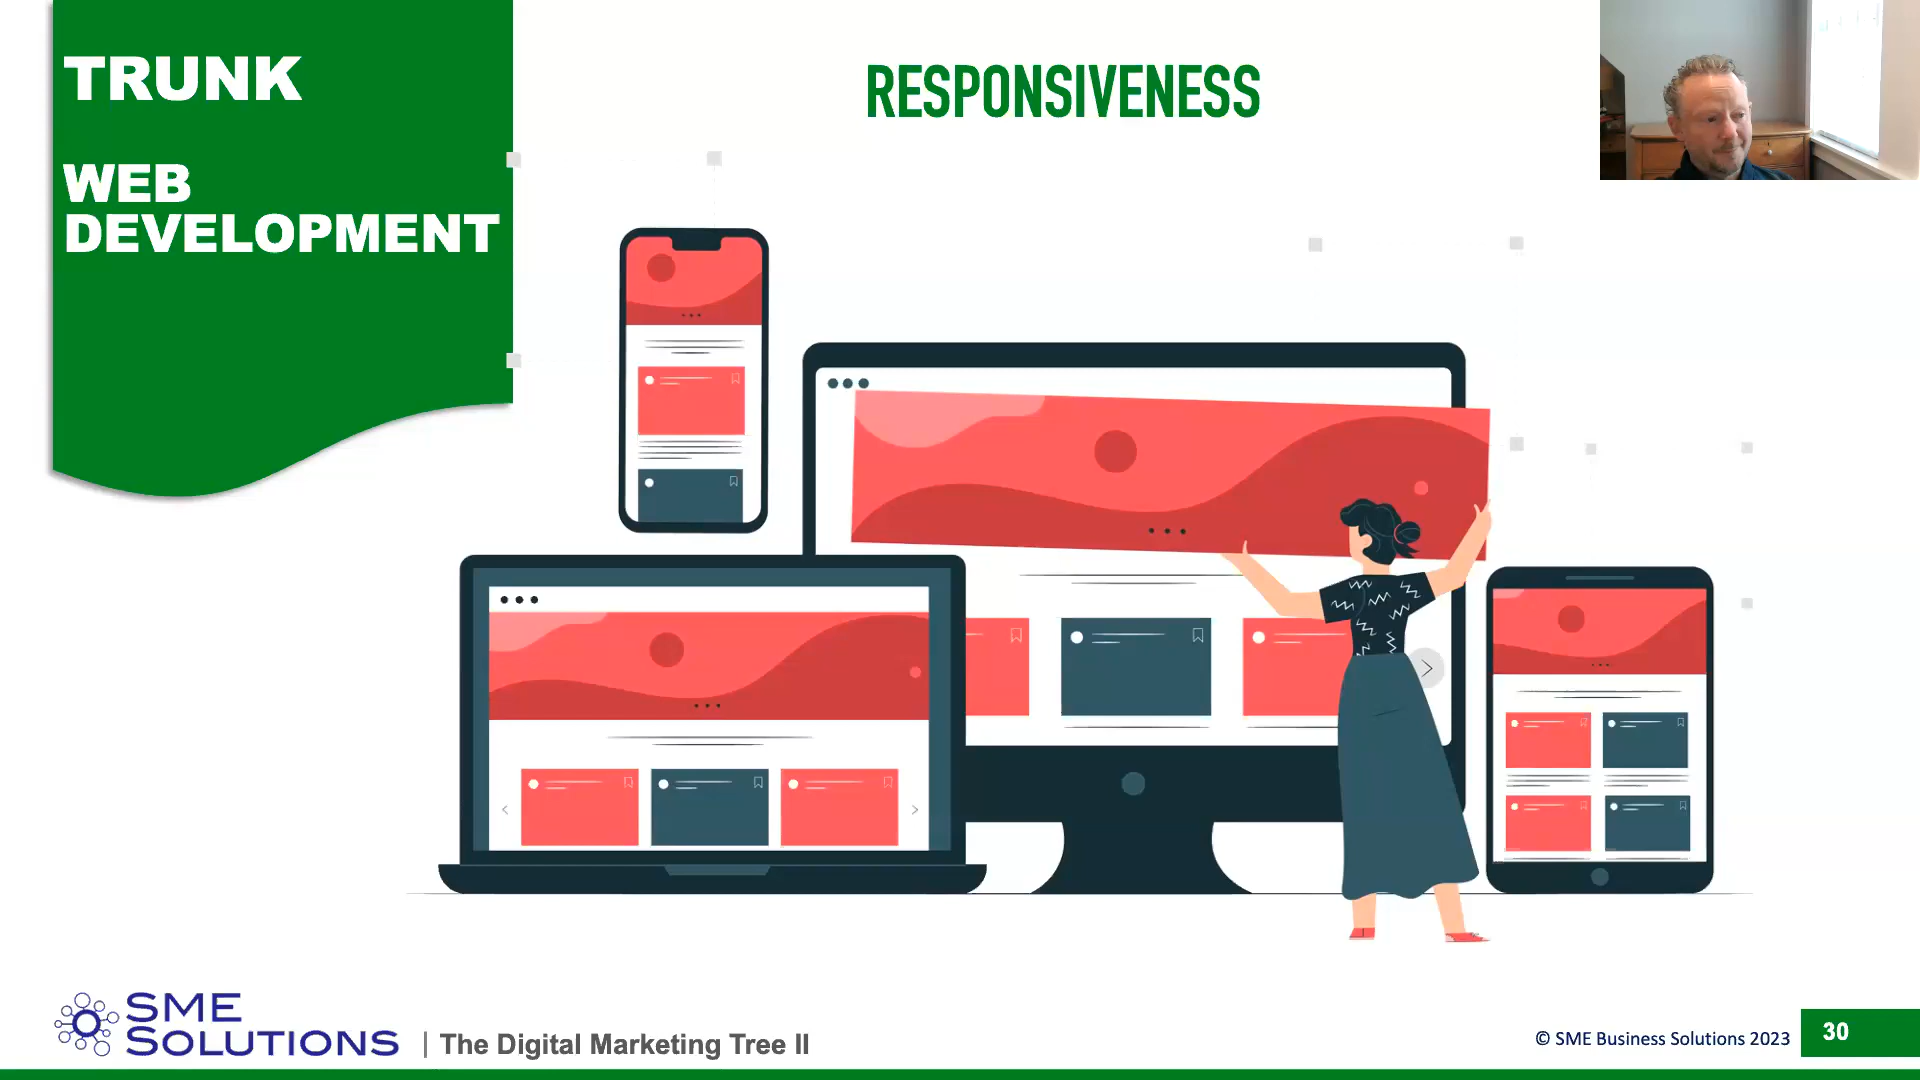 TRUNK
WEB
DEVELOPMENT
RESPONSIVENESS
SME
SOLUTIONS
| The Digital Marketing Tree II
© SME Business Solutions 2023
30